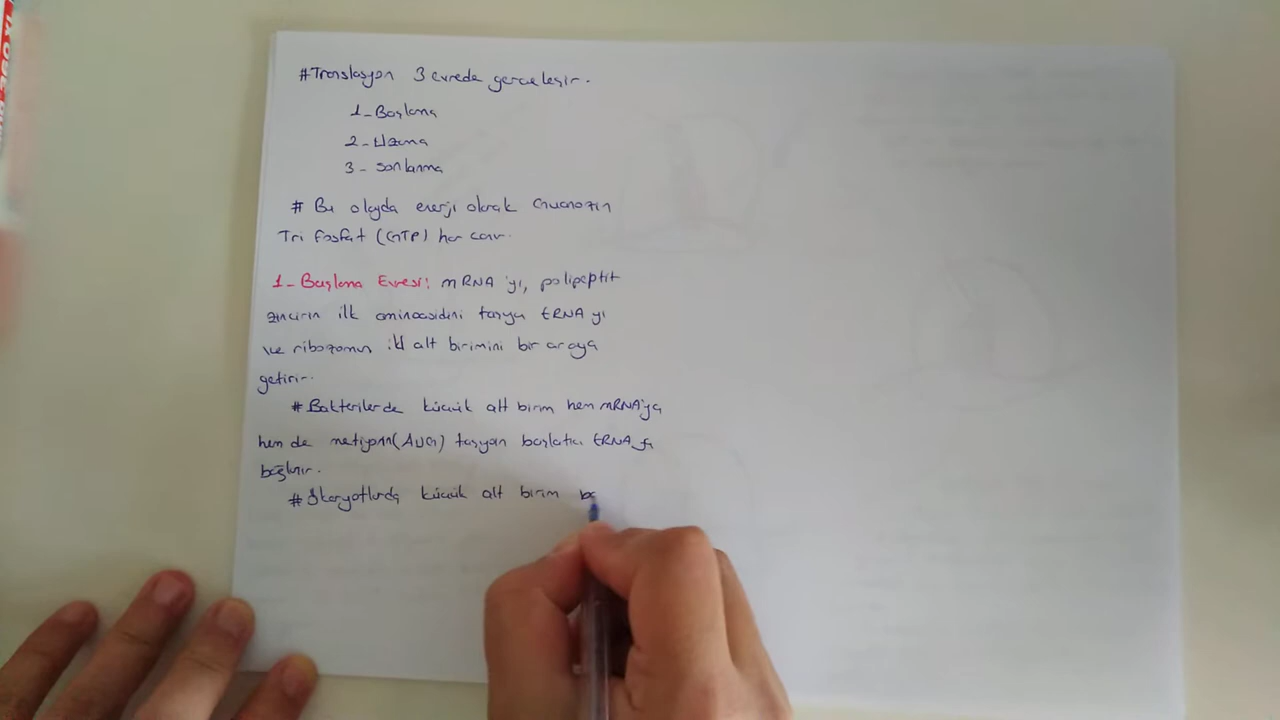 #Translasyon 3 evrede gerçekleşir.
1-Başlama
2-Uzama
3-Sonlanma
# Bu olayda enerji olarak Guanozin
Tri fosfat (GTP) harcanır.
1-Başlama Evresi: mRNA'yı, polipeptit
zincirin ilk aminoasidini taşıyan tRNA yı
ve ribozomun iki alt birimini bir araya
getirir.
#Bakterilerde küçük alt birim hem mRNA'ya
hem de metiyonin(AUG) taşıyan başlatıcı tRNA ya
bağlanır.
#Ökaryotlarda küçük alt birim